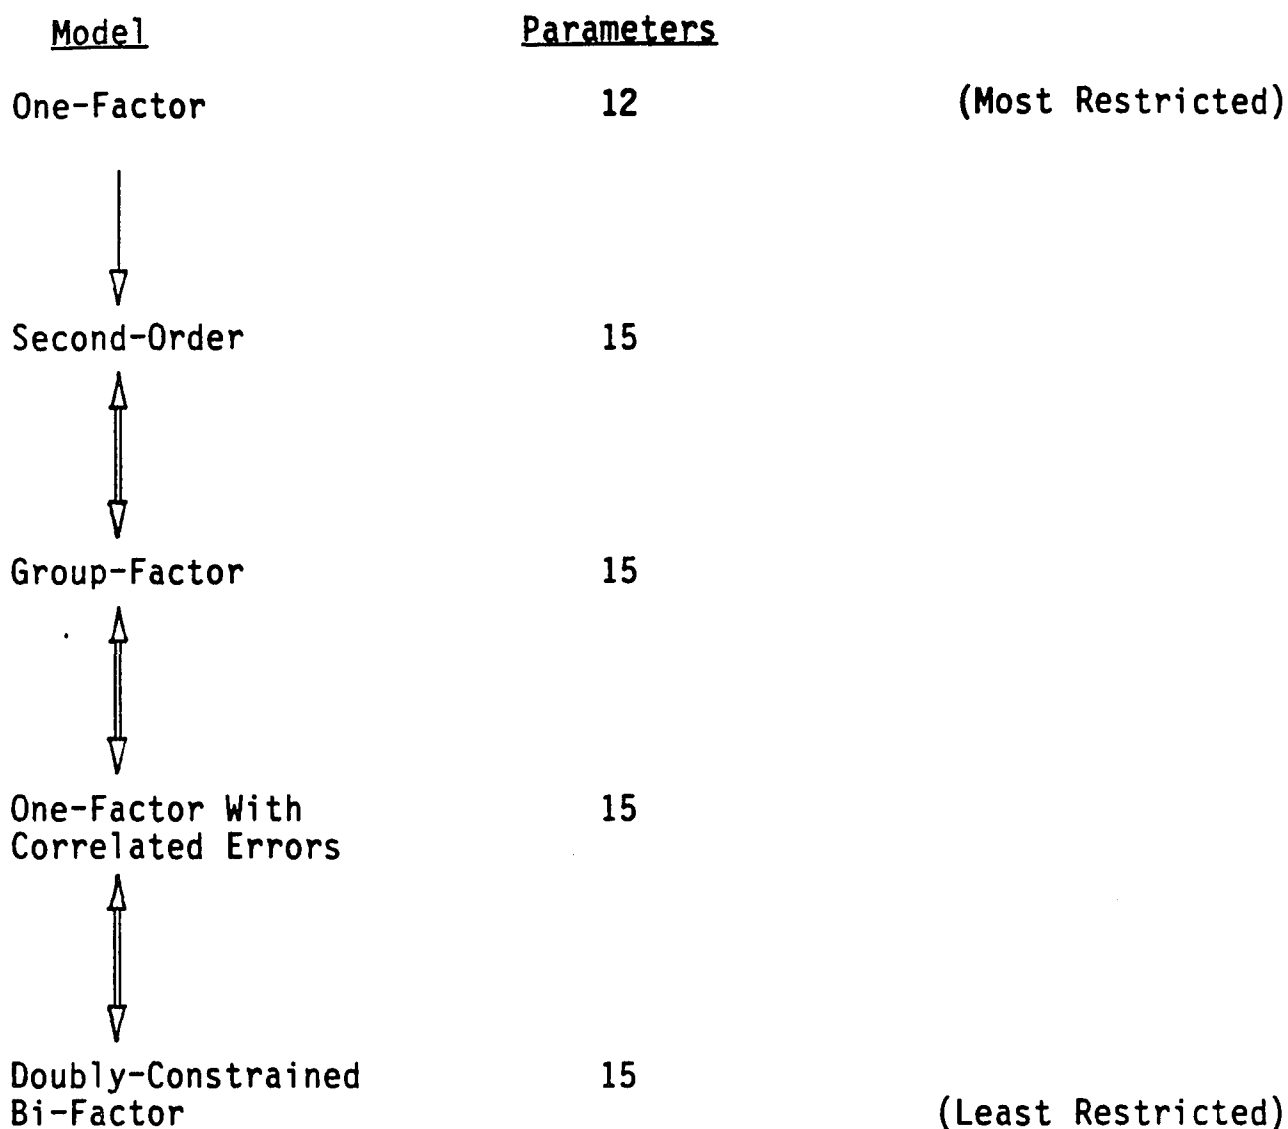 Model Parameters
One-Factor 12 (Most Restricted)
Second-Order 15
Group-Factor 15
One-Factor With 15
Correlated Errors
Doubly-Constrained 15
Bi-Factor (Least Restricted)